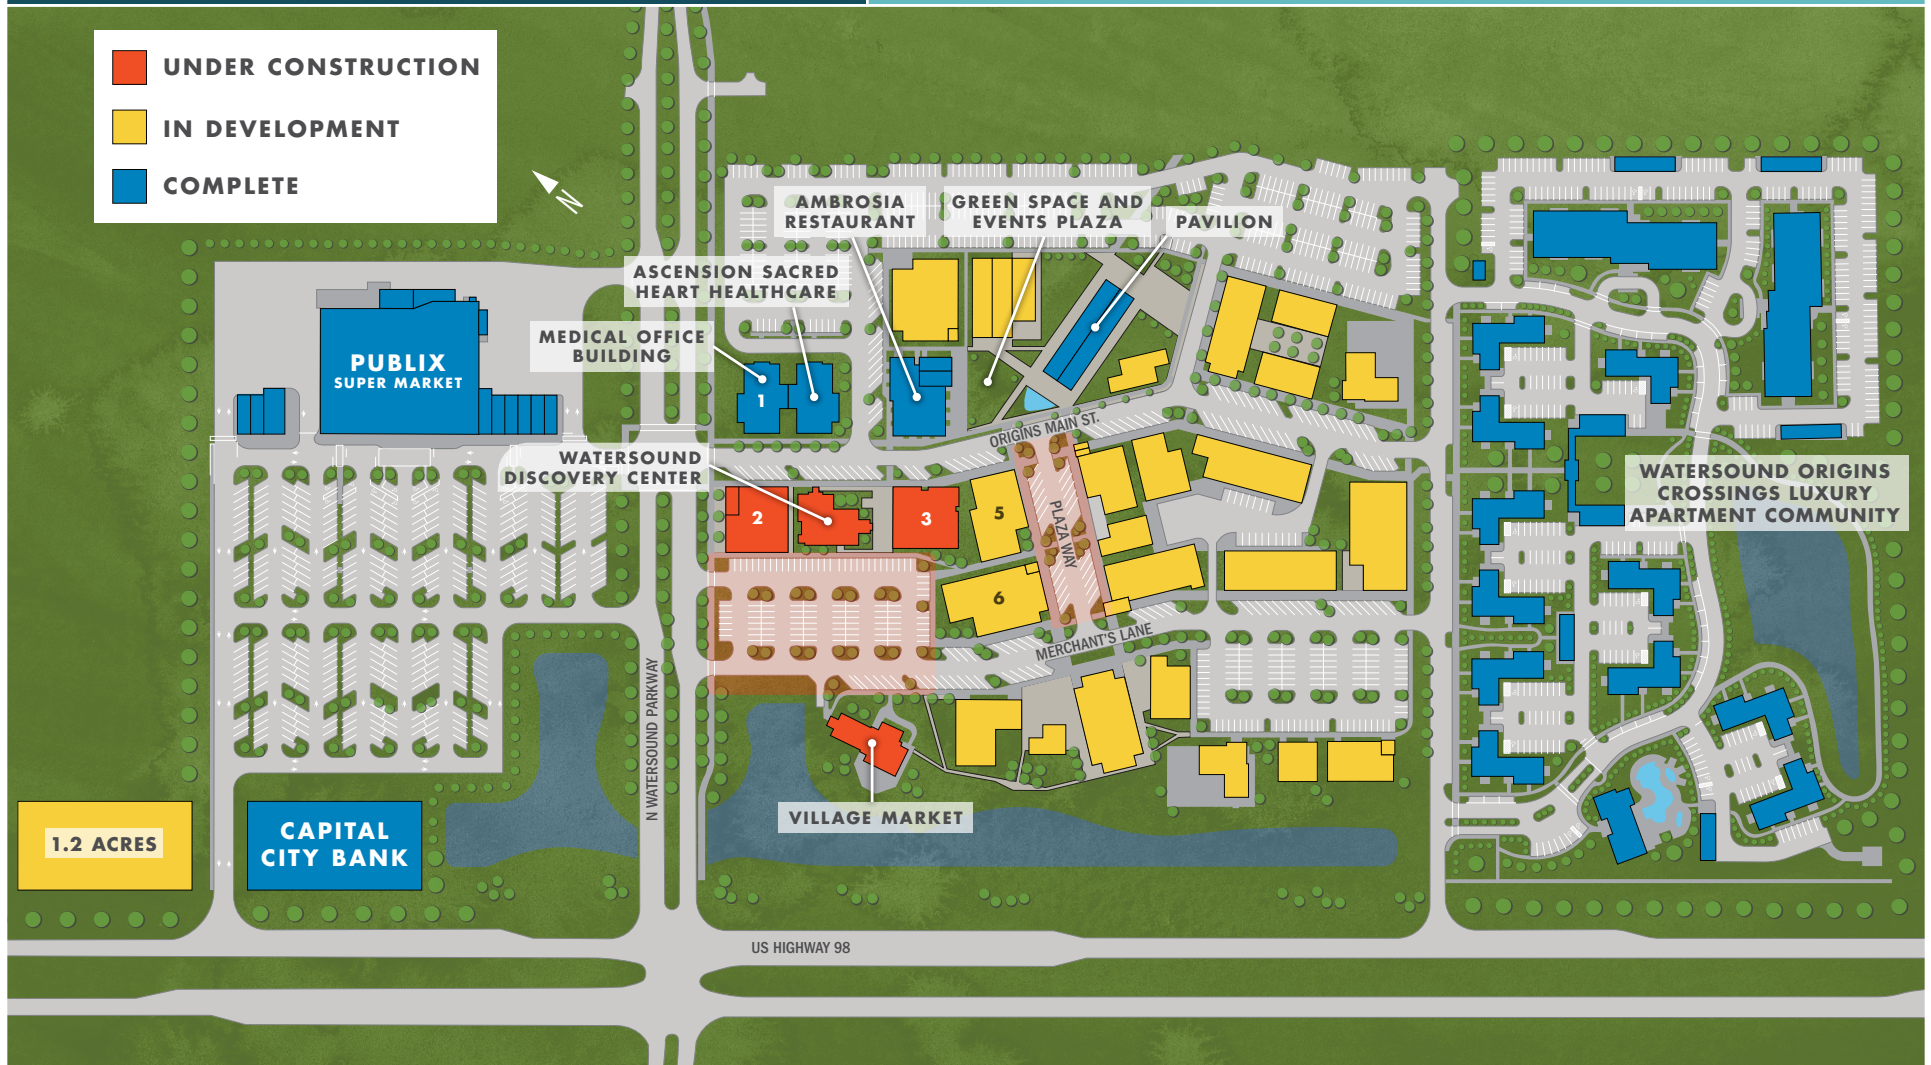 UNDER CONSTRUCTION
IN DEVELOPMENT
COMPLETE
N
AMBROSIA
RESTAURANT
GREEN SPACE AND
EVENTS PLAZA
PAVILION
ASCENSION SACRED
HEART HEALTHCARE
MEDICAL OFFICE
BUILDING
PUBLIX
SUPER MARKET
1
ORIGINS MAIN ST.
WATERSOUND
DISCOVERY CENTER
WATERSOUND ORIGINS
CROSSINGS LUXURY
APARTMENT COMMUNITY
2
3
5
PLAZA WAY
6
MERCHANT'S LANE
N WATERSOUND PARKWAY
VILLAGE MARKET
1.2 ACRES
CAPITAL
CITY BANK
US HIGHWAY 98